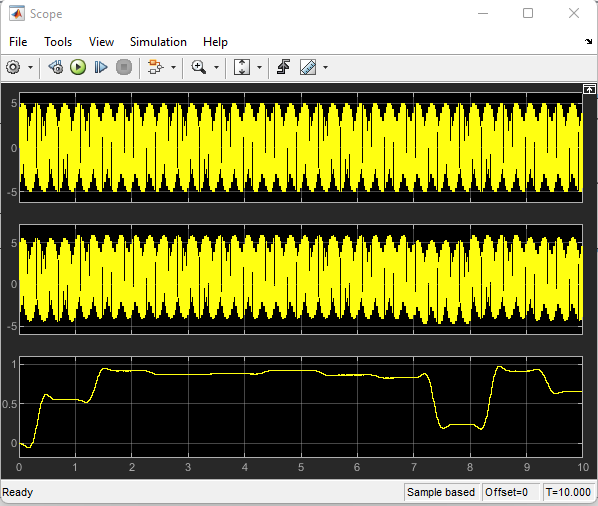 Scope
File Tools View Simulation Help
5
0
-5
5
0
-5
1
0.5
0
0 1 2 3 4 5 6 7 8 9 10
Ready Sample based Offset=0 T=10.000